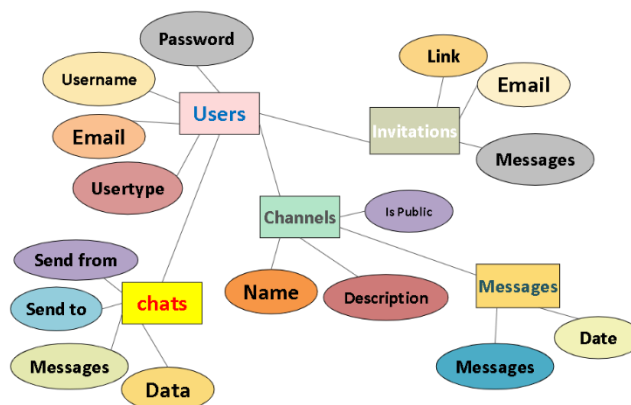 Password
Link
Username
Email
Users
Invitations
Email
Messages
Usertype
Is Public
Channels
Send from
Name
Description
Messages
chats
Send to
Date
Messages
Messages
Data